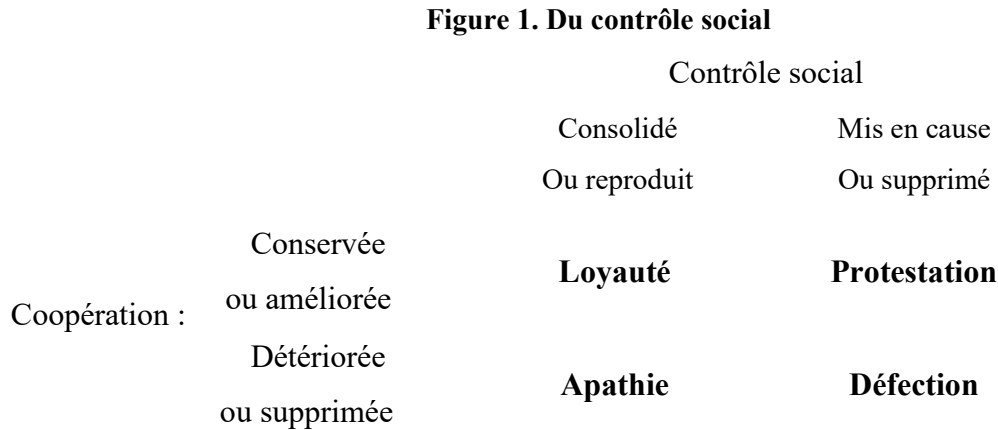 Figure 1. Du contrôle social
Contrôle social
Consolidé Mis en cause
Ou reproduit Ou supprimé
Conservée
ou améliorée
Loyauté Protestation
Coopération :
Détériorée
ou supprimée
Apathie Défection